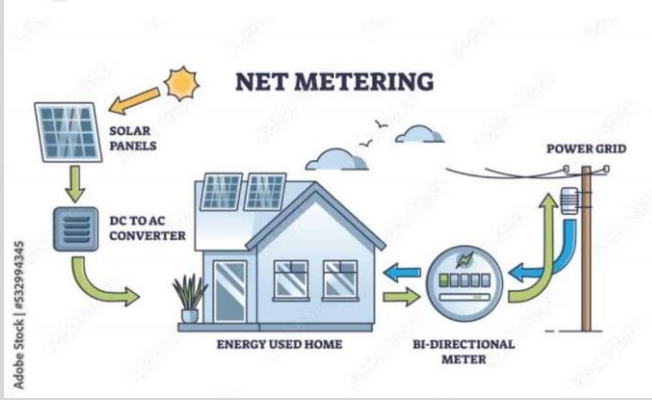 NET METERING
SOLAR
PANELS
POWER GRID
DC TO AC
CONVERTER
ENERGY USED HOME
BI-DIRECTIONAL
METER
Adobe Stock | #532994345